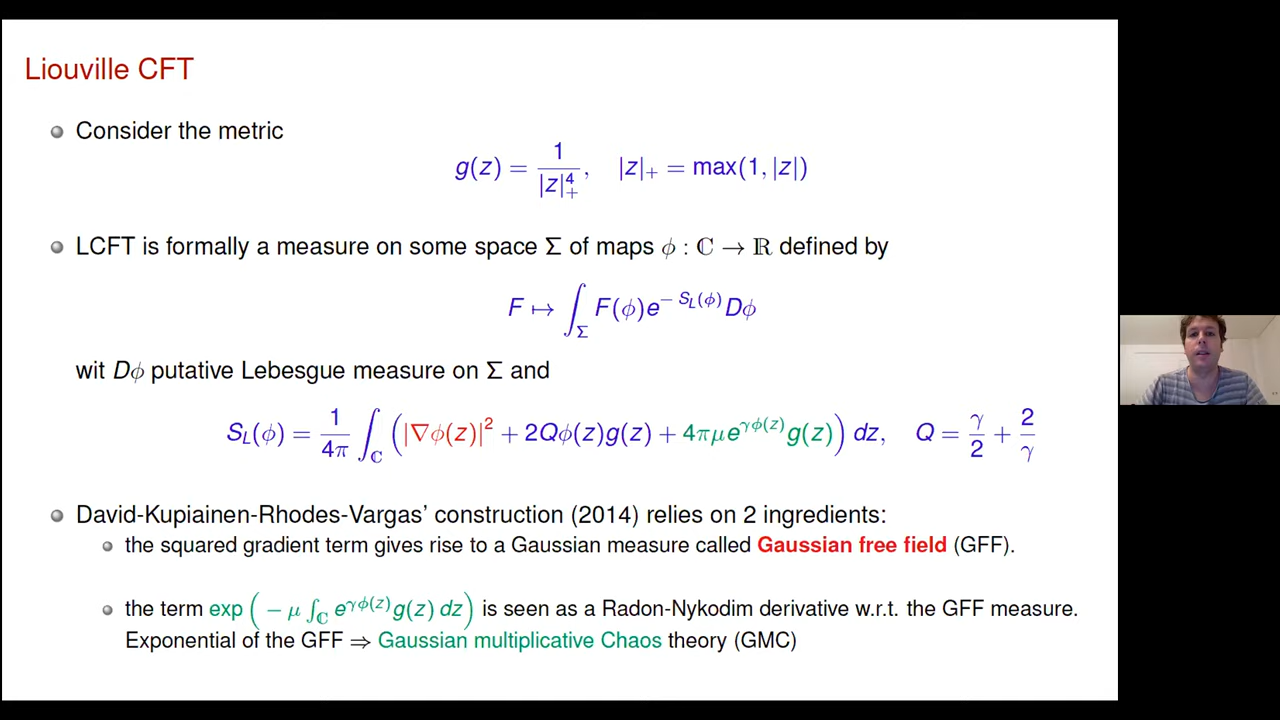 Liouville CFT
Consider the metric
g(z) = 1/|z|₊⁴, |z|₊ = max(1, |z|)
LCFT is formally a measure on some space Σ of maps ϕ : ℂ → ℝ defined by
F ↦ ∫_Σ F(ϕ)e^{− S_L(ϕ)} Dϕ
wit Dϕ putative Lebesgue measure on Σ and
S_L(ϕ) = 1/4π ∫_ℂ (|∇ϕ(z)|² + 2Qϕ(z)g(z) + 4πμe^{γϕ(z)}g(z)) dz, Q = γ/2 + 2/γ
David-Kupiainen-Rhodes-Vargas' construction (2014) relies on 2 ingredients:
the squared gradient term gives rise to a Gaussian measure called Gaussian free field (GFF).
the term exp ( − μ ∫_ℂ e^{γϕ(z)}g(z) dz) is seen as a Radon-Nykodim derivative w.r.t. the GFF measure.
Exponential of the GFF ⇒ Gaussian multiplicative Chaos theory (GMC)